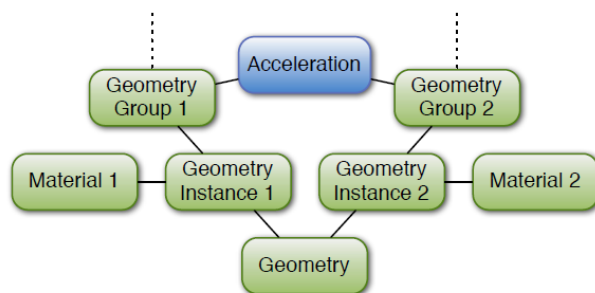 Acceleration
Geometry
Group 1
Geometry
Group 2
Material 1
Geometry
Instance 1
Geometry
Instance 2
Material 2
Geometry